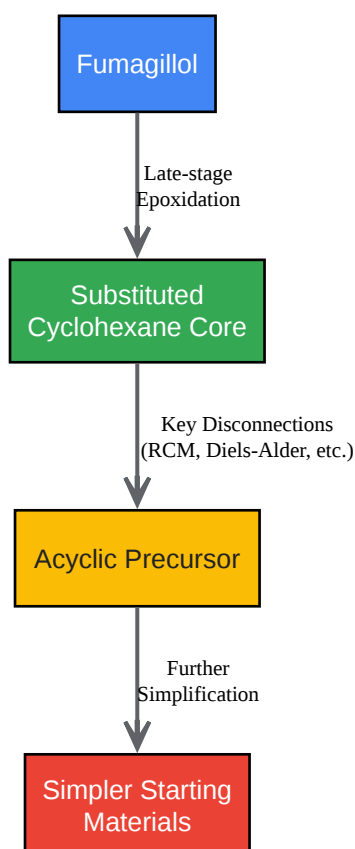 Fumagillol
Late-stage
Epoxidation
Substituted
Cyclohexane Core
Key Disconnections
(RCM, Diels-Alder, etc.)
Acyclic Precursor
Further
Simplification
Simpler Starting
Materials